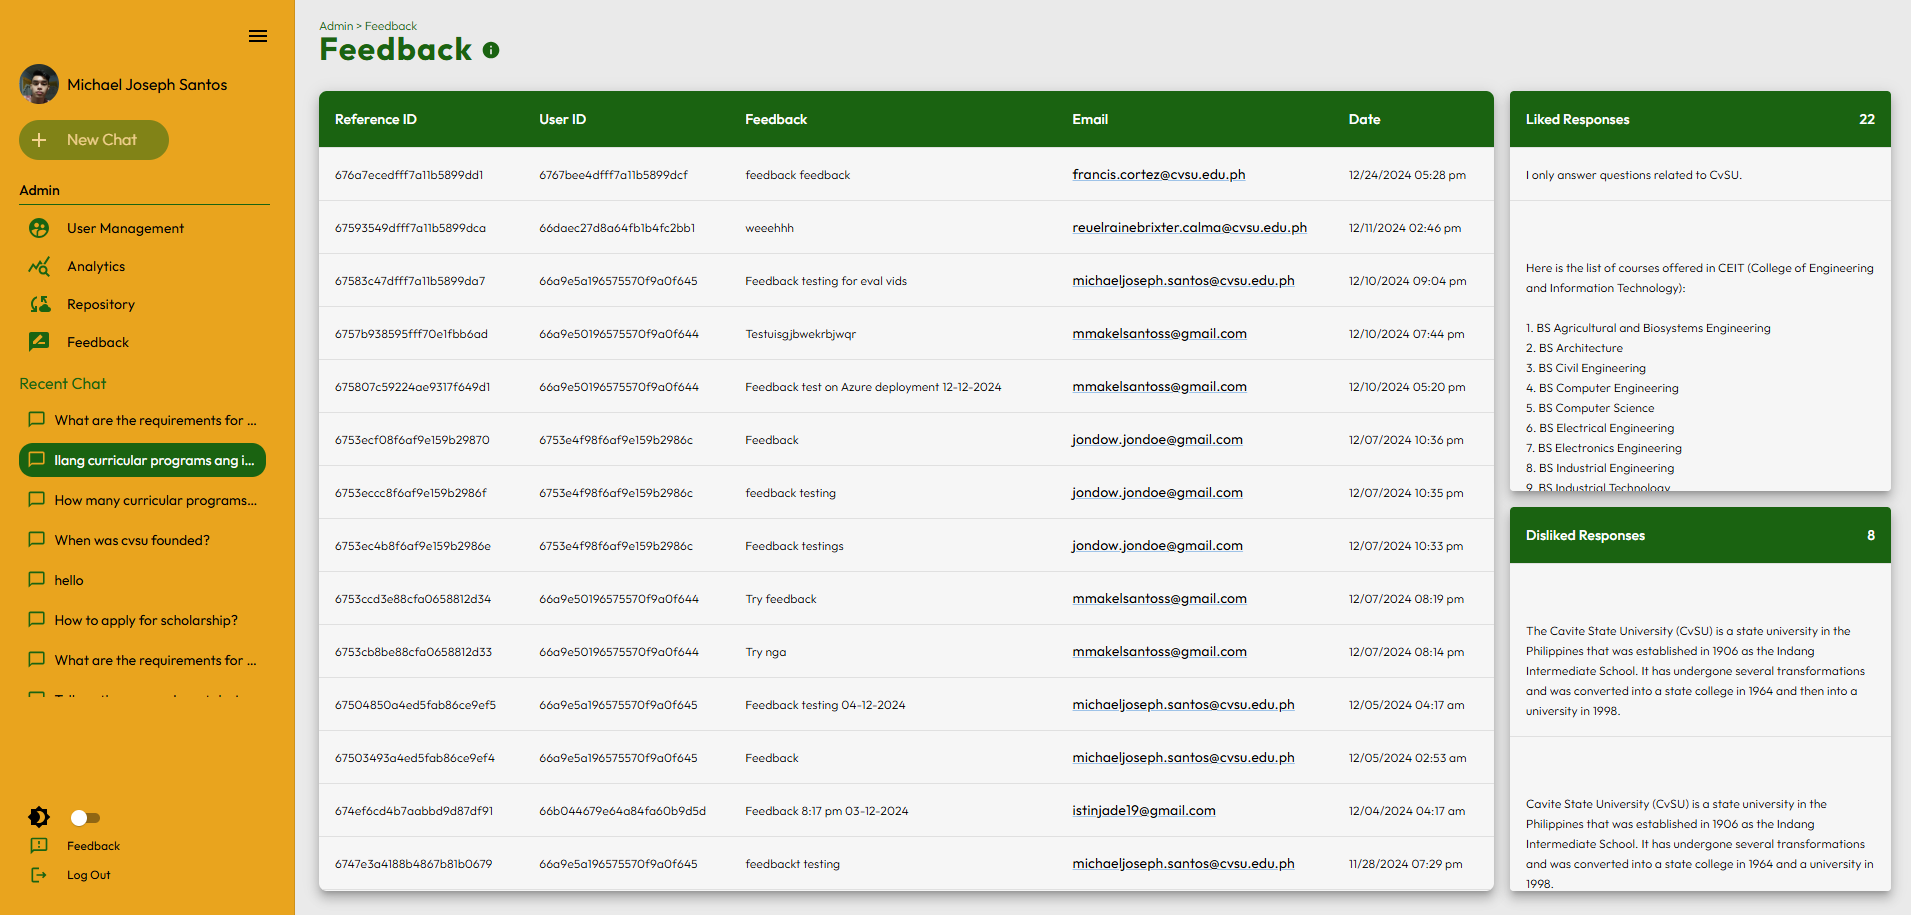 Michael Joseph Santos
New Chat
Admin
User Management
Analytics
Repository
Feedback
Recent Chat
What are the requirements for ...
Ilang curricular programs ang i...
How many curricular programs...
When was cvsu founded?
hello
How to apply for scholarship?
What are the requirements for ...
Feedback
Log Out
Admin > Feedback
Feedback
Reference ID User ID Feedback Email Date
676a7ecedfff7a11b5899dd1 6767bee4dfff7a11b5899dcf feedback feedback francis.cortez@cvsu.edu.ph 12/24/2024 05:28 pm
67593549dfff7a11b5899dca 66daec27d8a64fb1b4fc2bb1 weeehhh reuelrainebrixter.calma@cvsu.edu.ph 12/11/2024 02:46 pm
67583c47dfff7a11b5899da7 66a9e5a196575570f9a0f645 Feedback testing for eval vids michaeljoseph.santos@cvsu.edu.ph 12/10/2024 09:04 pm
6757b938595fff70e1fbb6ad 66a9e50196575570f9a0f644 Testuisgjbwekrbjwqr mmakelsantoss@gmail.com 12/10/2024 07:44 pm
675807c59224ae9317f649d1 66a9e50196575570f9a0f644 Feedback test on Azure deployment 12-12-2024 mmakelsantoss@gmail.com 12/10/2024 05:20 pm
6753ecf08f6af9e159b29870 6753e4f98f6af9e159b2986c Feedback jondow.jondoe@gmail.com 12/07/2024 10:36 pm
6753eccc8f6af9e159b2986f 6753e4f98f6af9e159b2986c feedback testing jondow.jondoe@gmail.com 12/07/2024 10:35 pm
6753ec4b8f6af9e159b2986e 6753e4f98f6af9e159b2986c Feedback testings jondow.jondoe@gmail.com 12/07/2024 10:33 pm
6753ccd3e88cfa0658812d34 66a9e50196575570f9a0f644 Try feedback mmakelsantoss@gmail.com 12/07/2024 08:19 pm
6753cb8be88cfa0658812d33 66a9e50196575570f9a0f644 Try nga mmakelsantoss@gmail.com 12/07/2024 08:14 pm
67504850a4ed5fab86ce9ef5 66a9e5a196575570f9a0f645 Feedback testing 04-12-2024 michaeljoseph.santos@cvsu.edu.ph 12/05/2024 04:17 am
67503493a4ed5fab86ce9ef4 66a9e5a196575570f9a0f645 Feedback michaeljoseph.santos@cvsu.edu.ph 12/05/2024 02:53 am
674ef6cd4b7aabbd9d87df91 66b044679e64a84fa60b9d5d Feedback 8:17 pm 03-12-2024 istinjade19@gmail.com 12/04/2024 04:17 am
6747e3a4188b4867b81b0679 66a9e5a196575570f9a0f645 feedbackt testing michaeljoseph.santos@cvsu.edu.ph 11/28/2024 07:29 pm
Liked Responses 22
I only answer questions related to CvSU.
Here is the list of courses offered in CEIT (College of Engineering
and Information Technology):
1. BS Agricultural and Biosystems Engineering
2. BS Architecture
3. BS Civil Engineering
4. BS Computer Engineering
5. BS Computer Science
6. BS Electrical Engineering
7. BS Electronics Engineering
8. BS Industrial Engineering
9. BS Industrial Technology
Disliked Responses 8
The Cavite State University (CvSU) is a state university in the
Philippines that was established in 1906 as the Indang
Intermediate School. It has undergone several transformations
and was converted into a state college in 1964 and then into a
university in 1998.
Cavite State University (CvSU) is a state university in the
Philippines that was established in 1906 as the Indang
Intermediate School. It has undergone several transformations
and was converted into a state college in 1964 and a university in
1998.